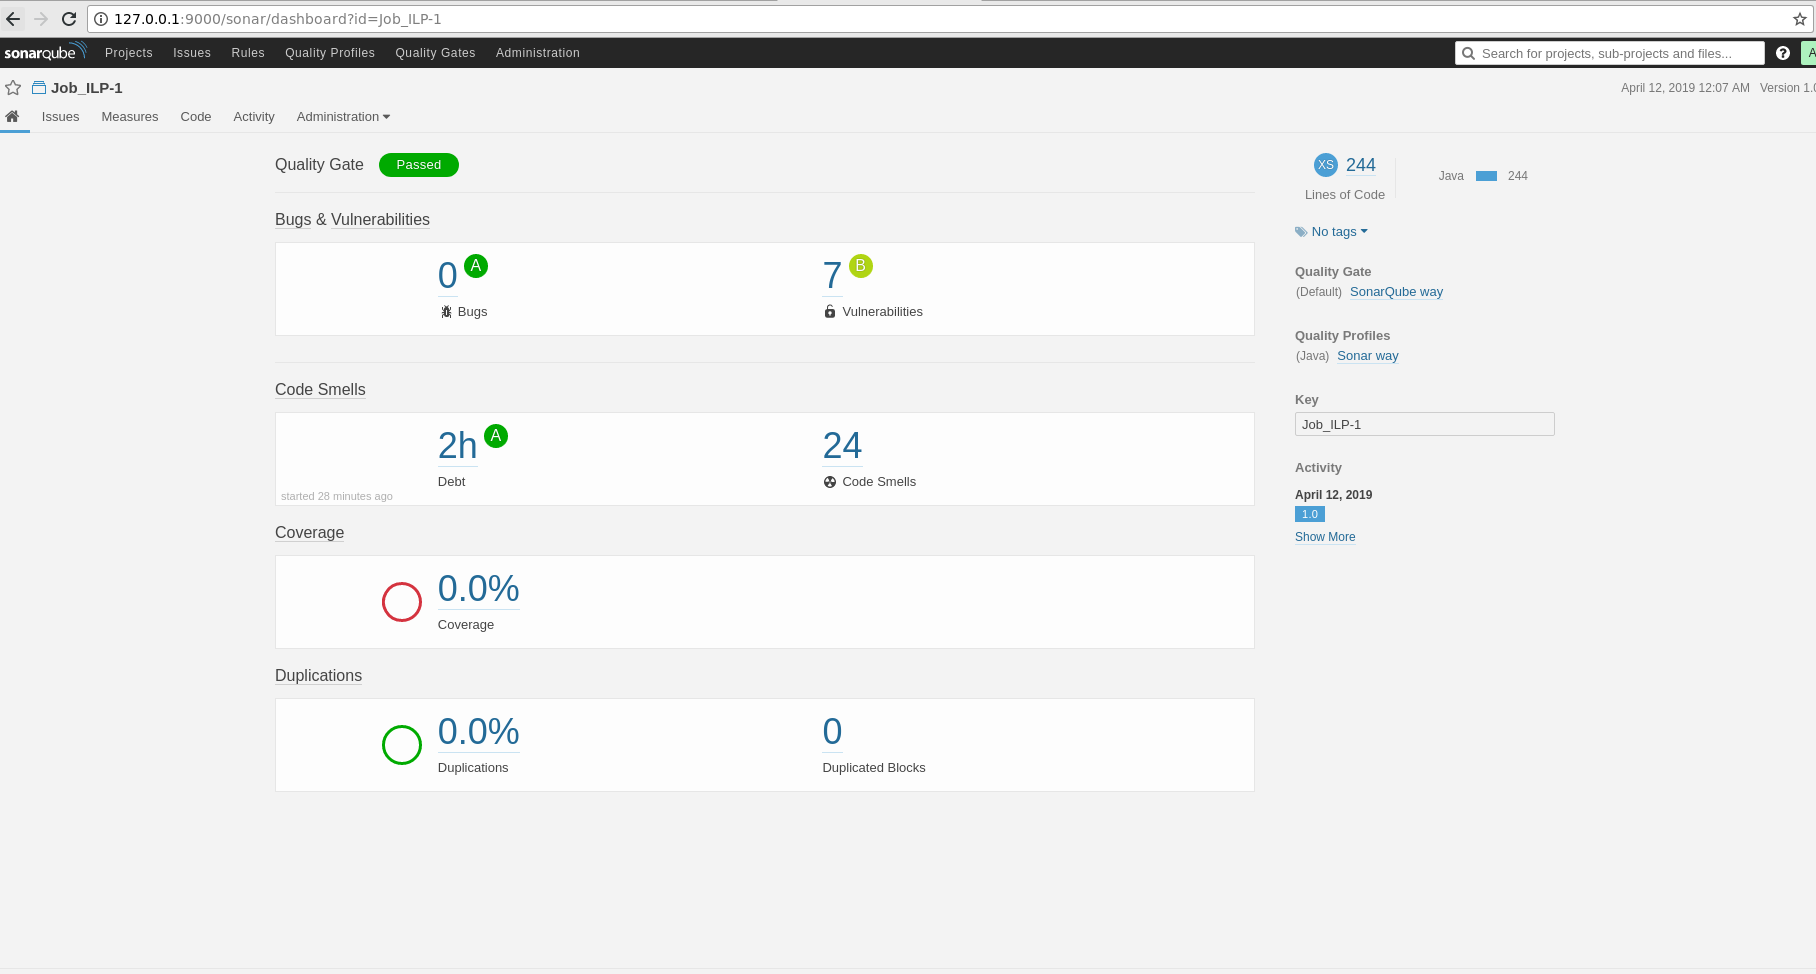 127.0.0.1:9000/sonar/dashboard?id=Job_ILP-1
sonarqube Projects Issues Rules Quality Profiles Quality Gates Administration Search for projects, sub-projects and files... ? A
Job_ILP-1 April 12, 2019 12:07 AM Version 1.0
Issues Measures Code Activity Administration
Quality Gate Passed
Bugs & Vulnerabilities
0 A 7 B
Bugs Vulnerabilities
Code Smells
2h A 24
Debt Code Smells
started 28 minutes ago
Coverage
0.0%
Coverage
Duplications
0.0% 0
Duplications Duplicated Blocks
XS 244
Lines of Code
Java 244
No tags
Quality Gate
(Default) SonarQube way
Quality Profiles
(Java) Sonar way
Key
Job_ILP-1
Activity
April 12, 2019
1.0
Show More